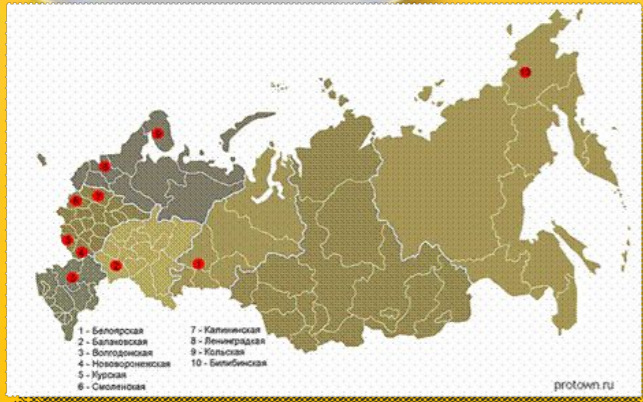 1 - Белоярская
2 - Балаковская
3 - Волгодонская
4 - Нововоронежская
5 - Курская
6 - Смоленская
7 - Калининская
8 - Ленинградская
9 - Кольская
10 - Билибинская
protown.ru